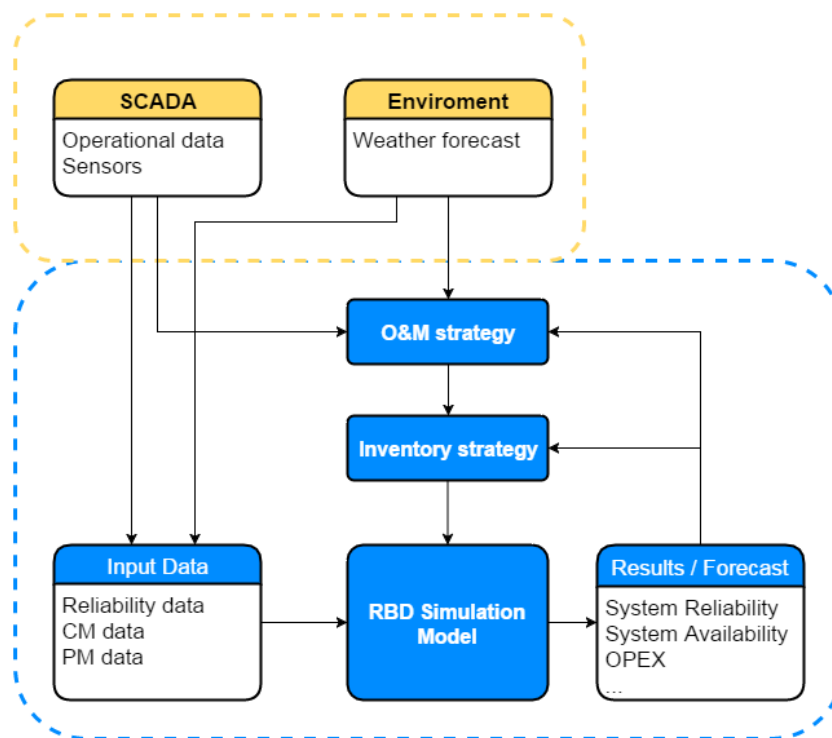 SCADA
Operational data
Sensors
Enviroment
Weather forecast
O&M strategy
Inventory strategy
Input Data
Reliability data
CM data
PM data
RBD Simulation
Model
Results / Forecast
System Reliability
System Availability
OPEX
...